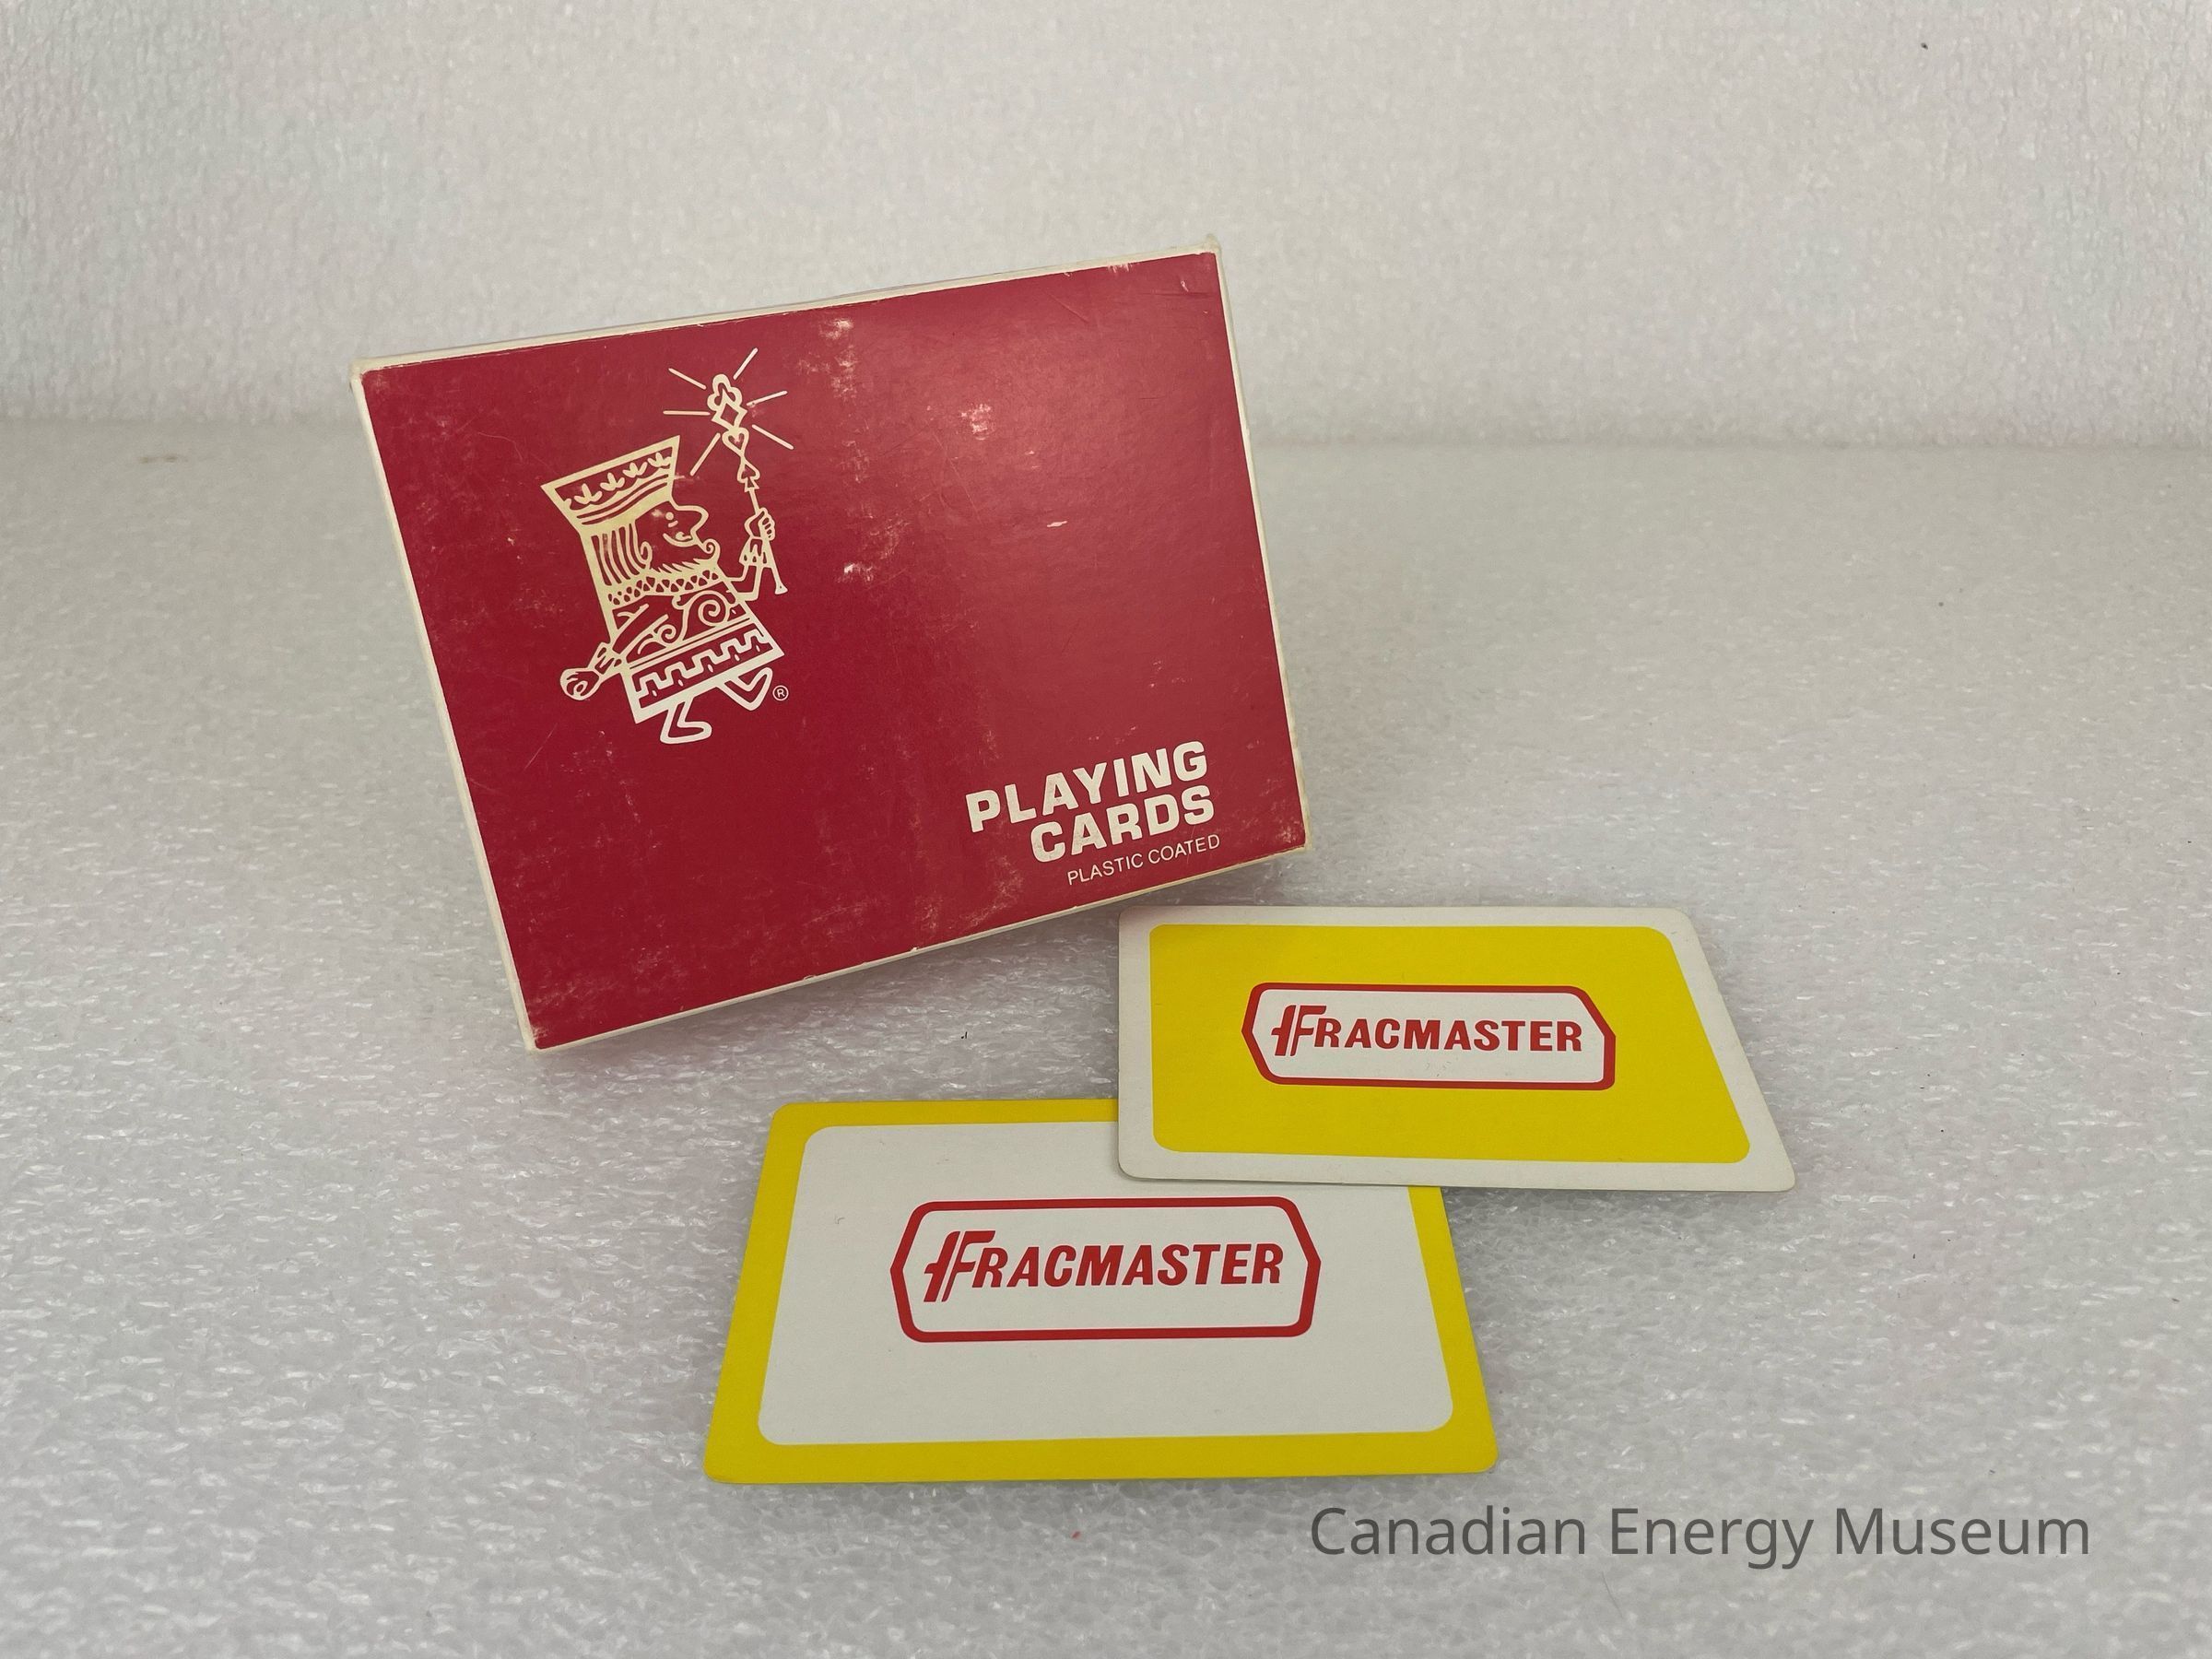 ®
PLAYING
CARDS
PLASTIC COATED
FRACMASTER
FRACMASTER
Canadian Energy Museum